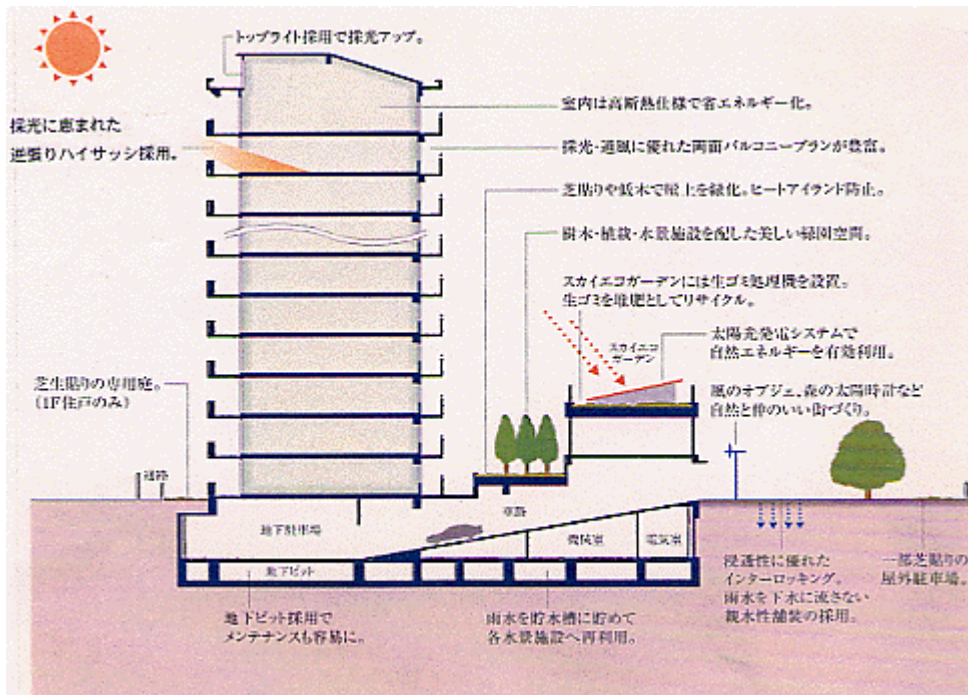 トップライト採用で採光アップ。
採光に恵まれた
逆張りハイサッシ採用。
室内は高断熱仕様で省エネルギー化。
採光・通風に優れた両面バルコニープランが豊富。
芝貼りや低木で屋上を緑化。ヒートアイランド防止。
樹木・植栽・水景施設を配した美しい緑園空間。
スカイエコガーデンには生ゴミ処理機を設置。
生ゴミを堆肥としてリサイクル。
スカイエコ
ガーデン
太陽光発電システムで
自然エネルギーを有効利用。
風のオブジェ、森の太陽時計など
自然と仲のいい街づくり。
芝生貼りの専用庭。
(1F住戸のみ)
通路
車路
地下駐車場
機械室
電気室
地下ピット
地下ピット採用で
メンテナンスも容易に。
雨水を貯水槽に貯めて
各水景施設へ再利用。
浸透性に優れた
インターロッキング。
雨水を下水に流さない
親水性舗装の採用。
一部芝貼りの
屋外駐車場。